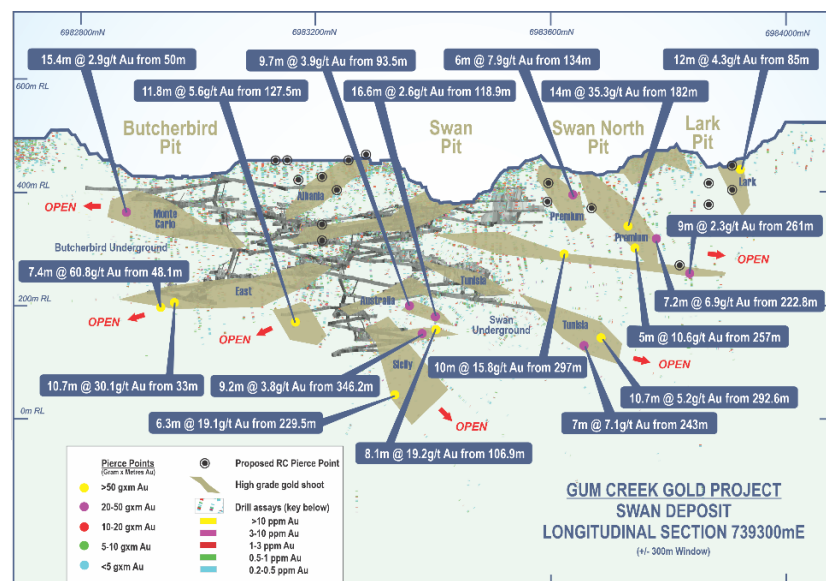 6982800mN
6983200mN
6983600mN
6984000mN
15.4m @ 2.9g/t Au from 50m
9.7m @ 3.9g/t Au from 93.5m
6m @ 7.9g/t Au from 134m
12m @ 4.3g/t Au from 85m
600m RL
11.8m @ 5.6g/t Au from 127.5m
16.6m @ 2.6g/t Au from 118.9m
14m @ 35.3g/t Au from 182m
Butcherbird
Pit
Swan
Pit
Swan North
Pit
Lark
Pit
400m RL
OPEN
Albania
Lark
Monte
Carlo
Premium
Premium
9m @ 2.3g/t Au from 261m
Butcherbird Underground
OPEN
7.4m @ 60.8g/t Au from 48.1m
East
Tunisia
7.2m @ 6.9g/t Au from 222.8m
200m RL
Australia
Swan
Underground
Tunisia
OPEN
OPEN
5m @ 10.6g/t Au from 257m
OPEN
Sicily
10m @ 15.8g/t Au from 297m
10.7m @ 30.1g/t Au from 33m
9.2m @ 3.8g/t Au from 346.2m
10.7m @ 5.2g/t Au from 292.6m
0m RL
6.3m @ 19.1g/t Au from 229.5m
OPEN
7m @ 7.1g/t Au from 243m
8.1m @ 19.2g/t Au from 106.9m
Pierce Points
(Gram x Metres Au)
>50 gxm Au
20-50 gxm Au
10-20 gxm Au
5-10 gxm Au
<5 gxm Au
Proposed RC Pierce Point
High grade gold shoot
Drill assays (key below)
>10 ppm Au
3-10 ppm Au
1-3 ppm Au
0.5-1 ppm Au
0.2-0.5 ppm Au
GUM CREEK GOLD PROJECT
SWAN DEPOSIT
LONGITUDINAL SECTION 739300mE
(+/- 300m Window)